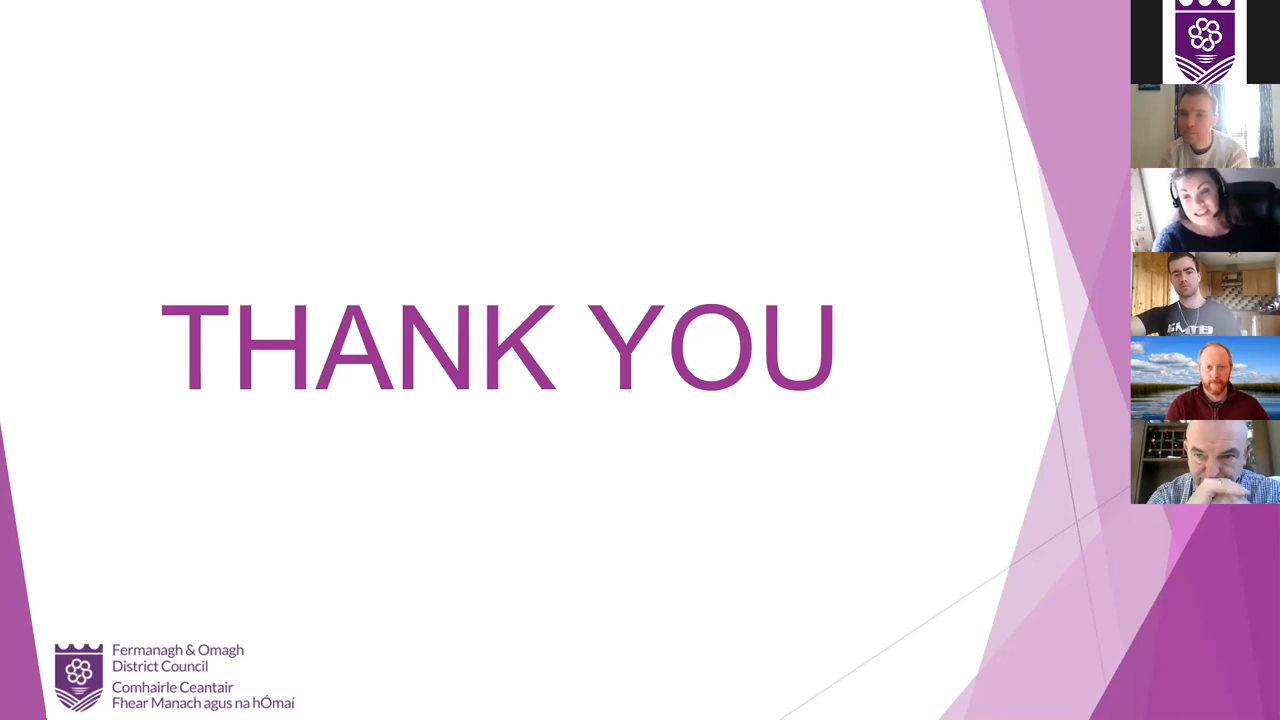 THANK YOU
Fermanagh & Omagh
District Council
Comhairle Ceantair
Fhear Manach agus na hÓmaí